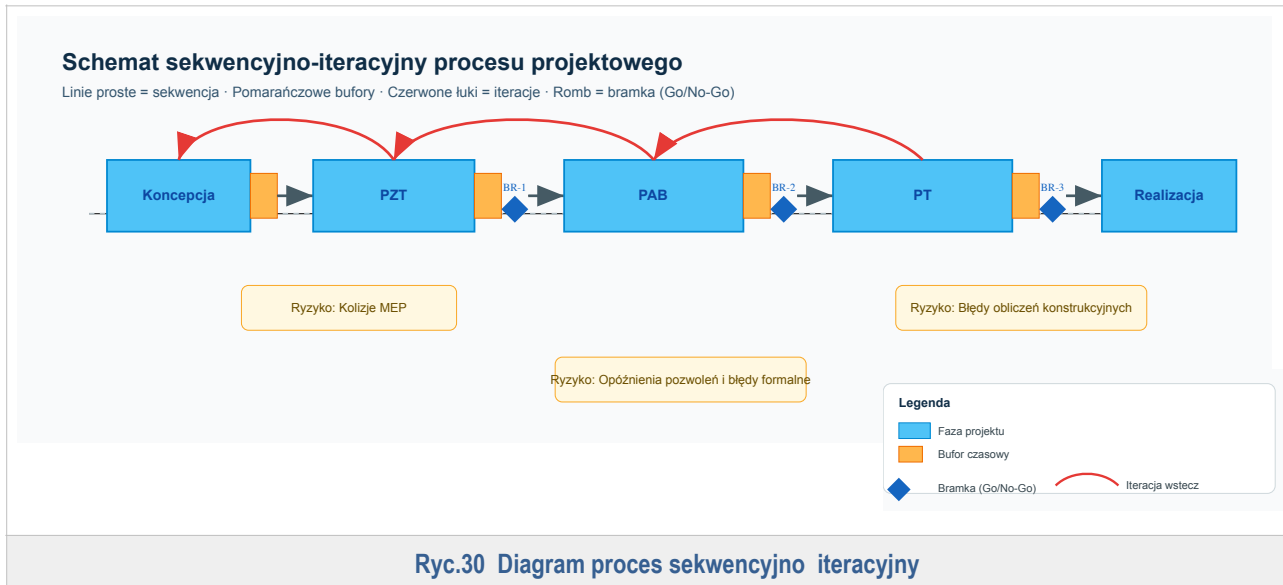 Schemat sekwencyjno-iteracyjny procesu projektowego
Linie proste = sekwencja · Pomarańczowe bufory · Czerwone łuki = iteracje · Romb = bramka (Go/No-Go)
Koncepcja
PZT
BR-1
PAB
BR-2
PT
BR-3
Realizacja
Ryzyko: Kolizje MEP
Ryzyko: Błędy obliczeń konstrukcyjnych
Ryzyko: Opóźnienia pozwoleń i błędy formalne
Legenda
Faza projektu
Bufor czasowy
Bramka (Go/No-Go)
Iteracja wstecz
Ryc.30 Diagram proces sekwencyjno iteracyjny